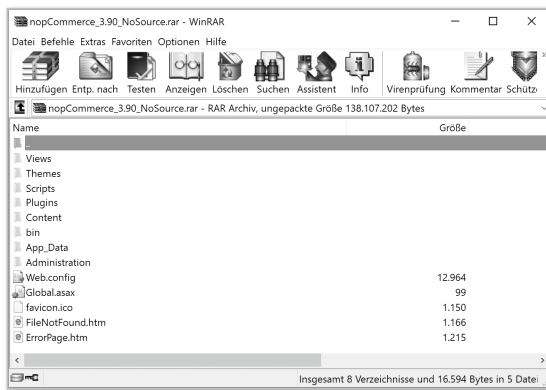 nopCommerce_3.90_NoSource.rar - WinRAR
Datei Befehle Extras Favoriten Optionen Hilfe
Hinzufügen Entp. nach Testen Anzeigen Löschen Suchen Assistent Info Virenprüfung Kommentar Schütz
nopCommerce_3.90_NoSource.rar - RAR Archiv, ungepackte Größe 138.107.202 Bytes
Name Größe
..
Views
Themes
Scripts
Plugins
Content
bin
App_Data
Administration
Web.config 12.964
Global.asax 99
favicon.ico 1.150
FileNotFound.htm 1.166
ErrorPage.htm 1.215
Insgesamt 8 Verzeichnisse und 16.594 Bytes in 5 Datei